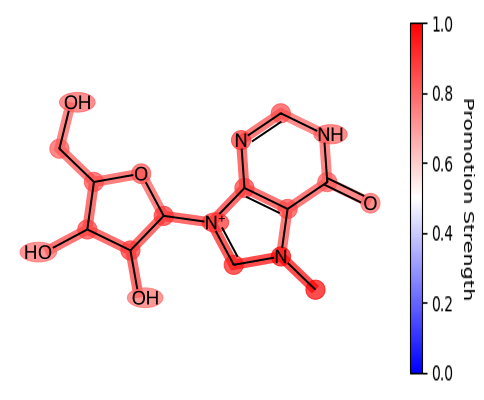 OH
N
NH
O
O
N+
N
HO
OH
1.0
0.8
0.6
0.4
0.2
0.0
Promotion Strength